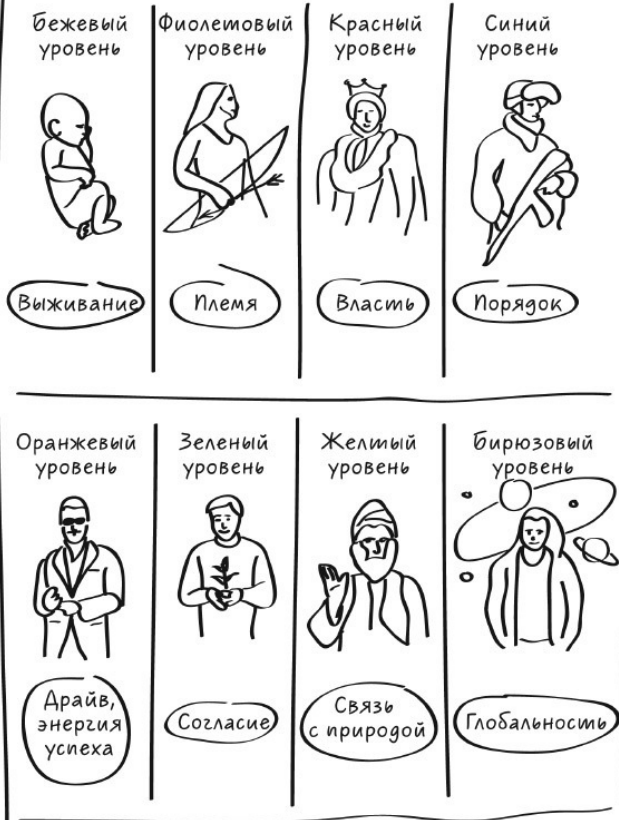 Бежевый
уровень
Фиолетовый
уровень
Красный
уровень
Синий
уровень
Выживание
Племя
Власть
Порядок
Оранжевый
уровень
Зеленый
уровень
Желтый
уровень
Бирюзовый
уровень
Драйв,
энергия
успеха
Согласие
Связь
с природой
Глобальность